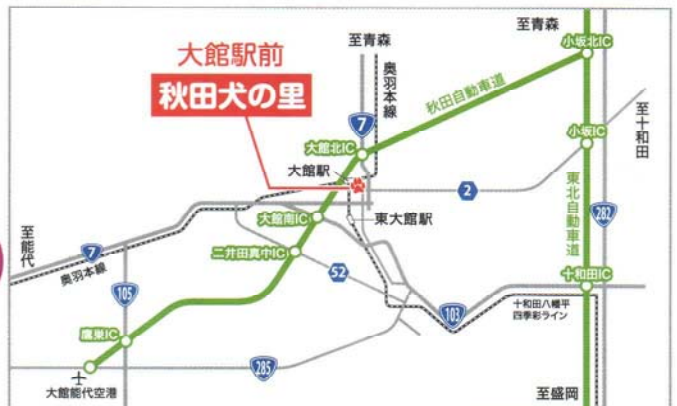 至青森
小坂北IC
至青森
大館駅前
秋田犬の里
奥羽本線
秋田自動車道
7
至十和田
大館北IC
小坂IC
大館駅
2
東北自動車道
282
大館南IC
東大館駅
至能代
7
奥羽本線
二井田真中IC
52
十和田IC
105
十和田八幡平
四季彩ライン
103
鷹巣IC
285
大館能代空港
至盛岡